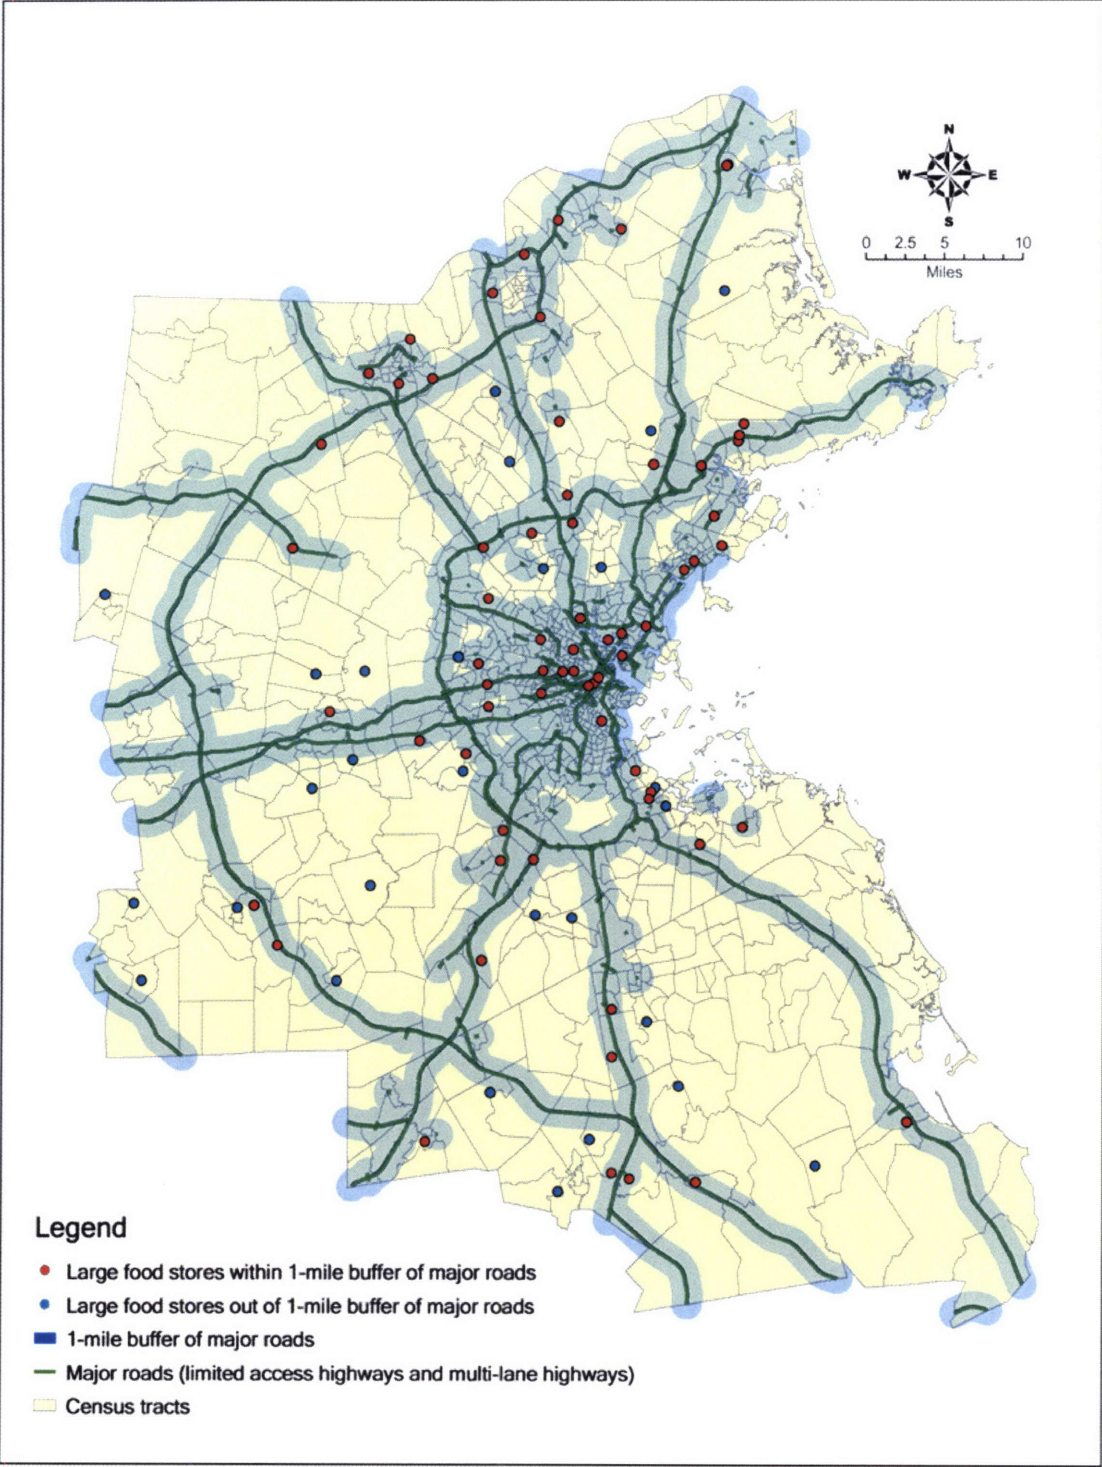 N
W E
S
0 2.5 5 10
Miles
Legend
Large food stores within 1-mile buffer of major roads
Large food stores out of 1-mile buffer of major roads
1-mile buffer of major roads
Major roads (limited access highways and multi-lane highways)
Census tracts